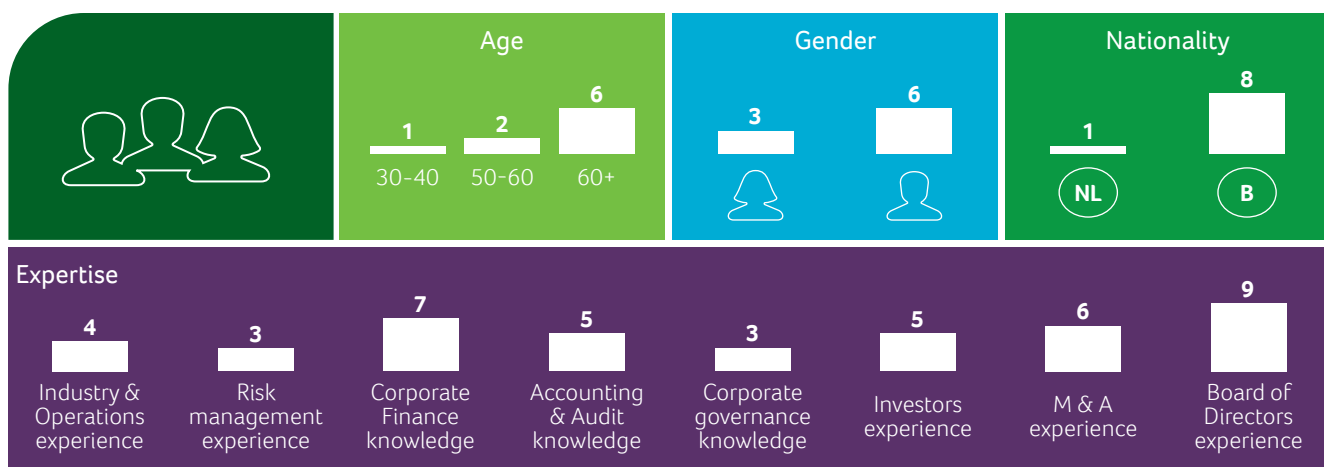 Age
1
2
6
30-40
50-60
60+
Gender
3
6
Nationality
1
8
NL
B
Expertise
4
Industry &
Operations
experience
3
Risk
management
experience
7
Corporate
Finance
knowledge
5
Accounting
& Audit
knowledge
3
Corporate
governance
knowledge
5
Investors
experience
6
M & A
experience
9
Board of
Directors
experience